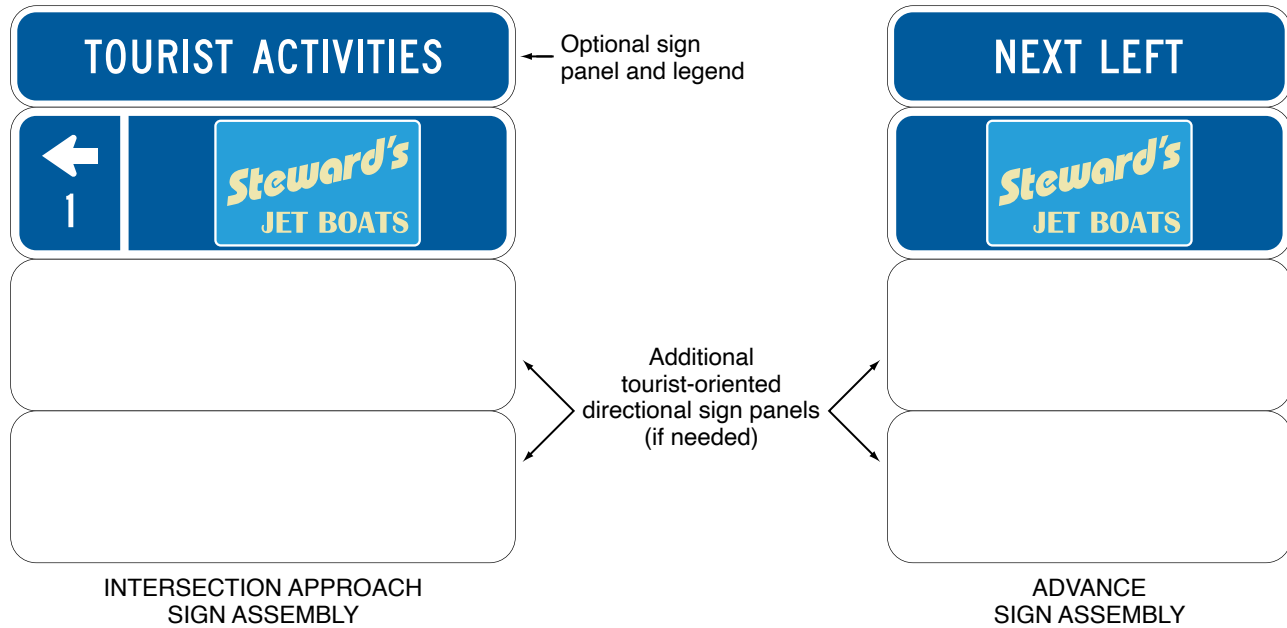 TOURIST ACTIVITIES
Optional sign
panel and legend
NEXT LEFT
1
Steward's
JET BOATS
Steward's
JET BOATS
Additional
tourist-oriented
directional sign panels
(if needed)
INTERSECTION APPROACH
SIGN ASSEMBLY
ADVANCE
SIGN ASSEMBLY